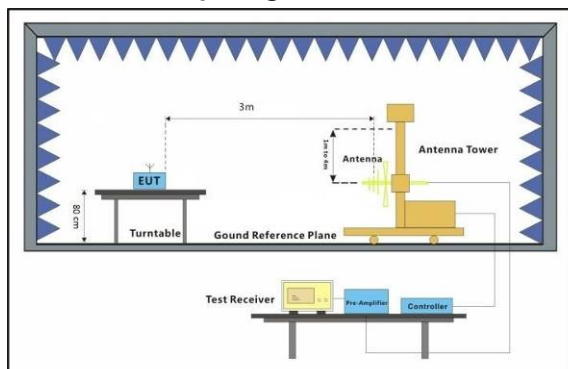 3m
1m to 4m
Antenna
Antenna Tower
EUT
80 cm
Turntable
Gound Reference Plane
Test Receiver
Pre-Amplifier
Controller